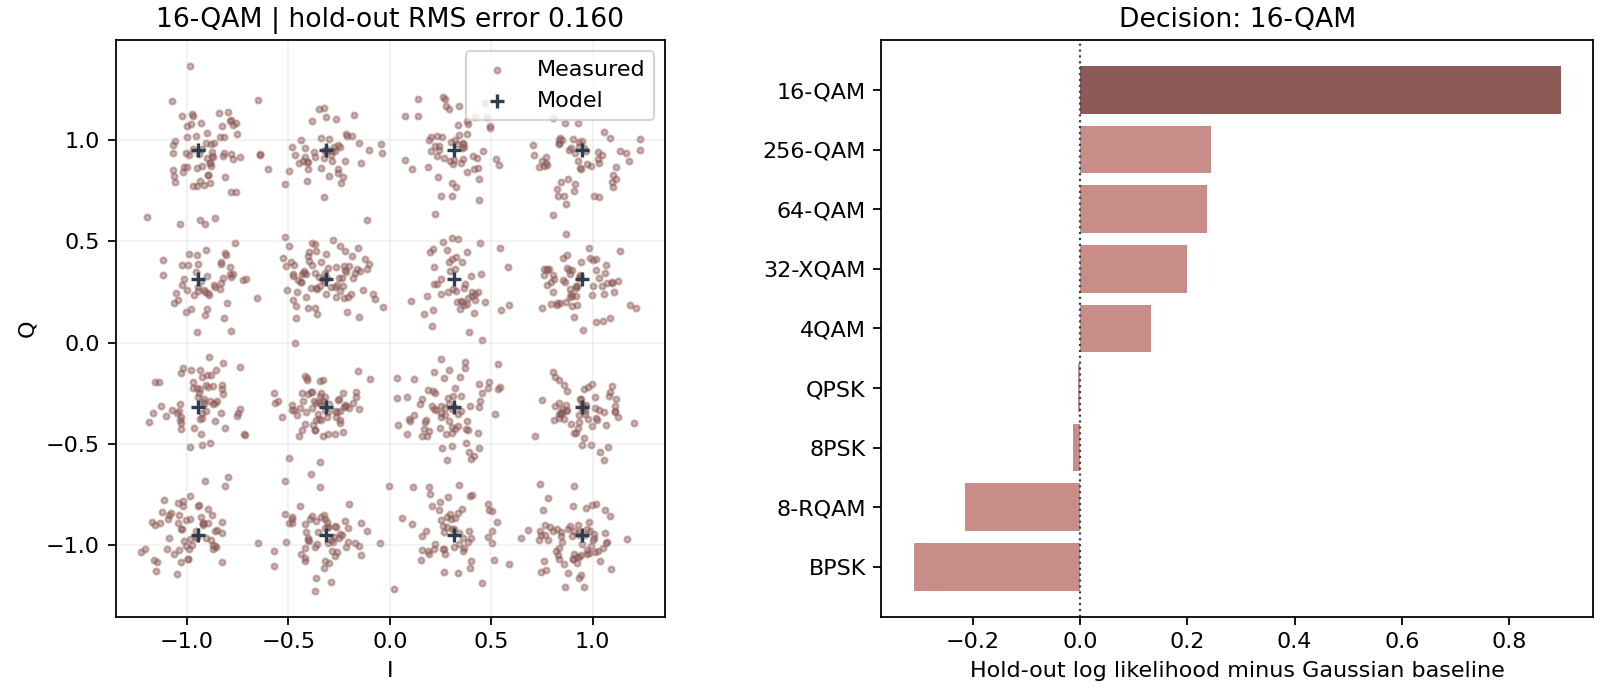 16-QAM | hold-out RMS error 0.160
Measured
Model
1.0
0.5
0.0
−0.5
−1.0
Q
−1.0
−0.5
0.0
0.5
1.0
I
Decision: 16-QAM
16-QAM
256-QAM
64-QAM
32-XQAM
4QAM
QPSK
8PSK
8-RQAM
BPSK
−0.2
0.0
0.2
0.4
0.6
0.8
Hold-out log likelihood minus Gaussian baseline